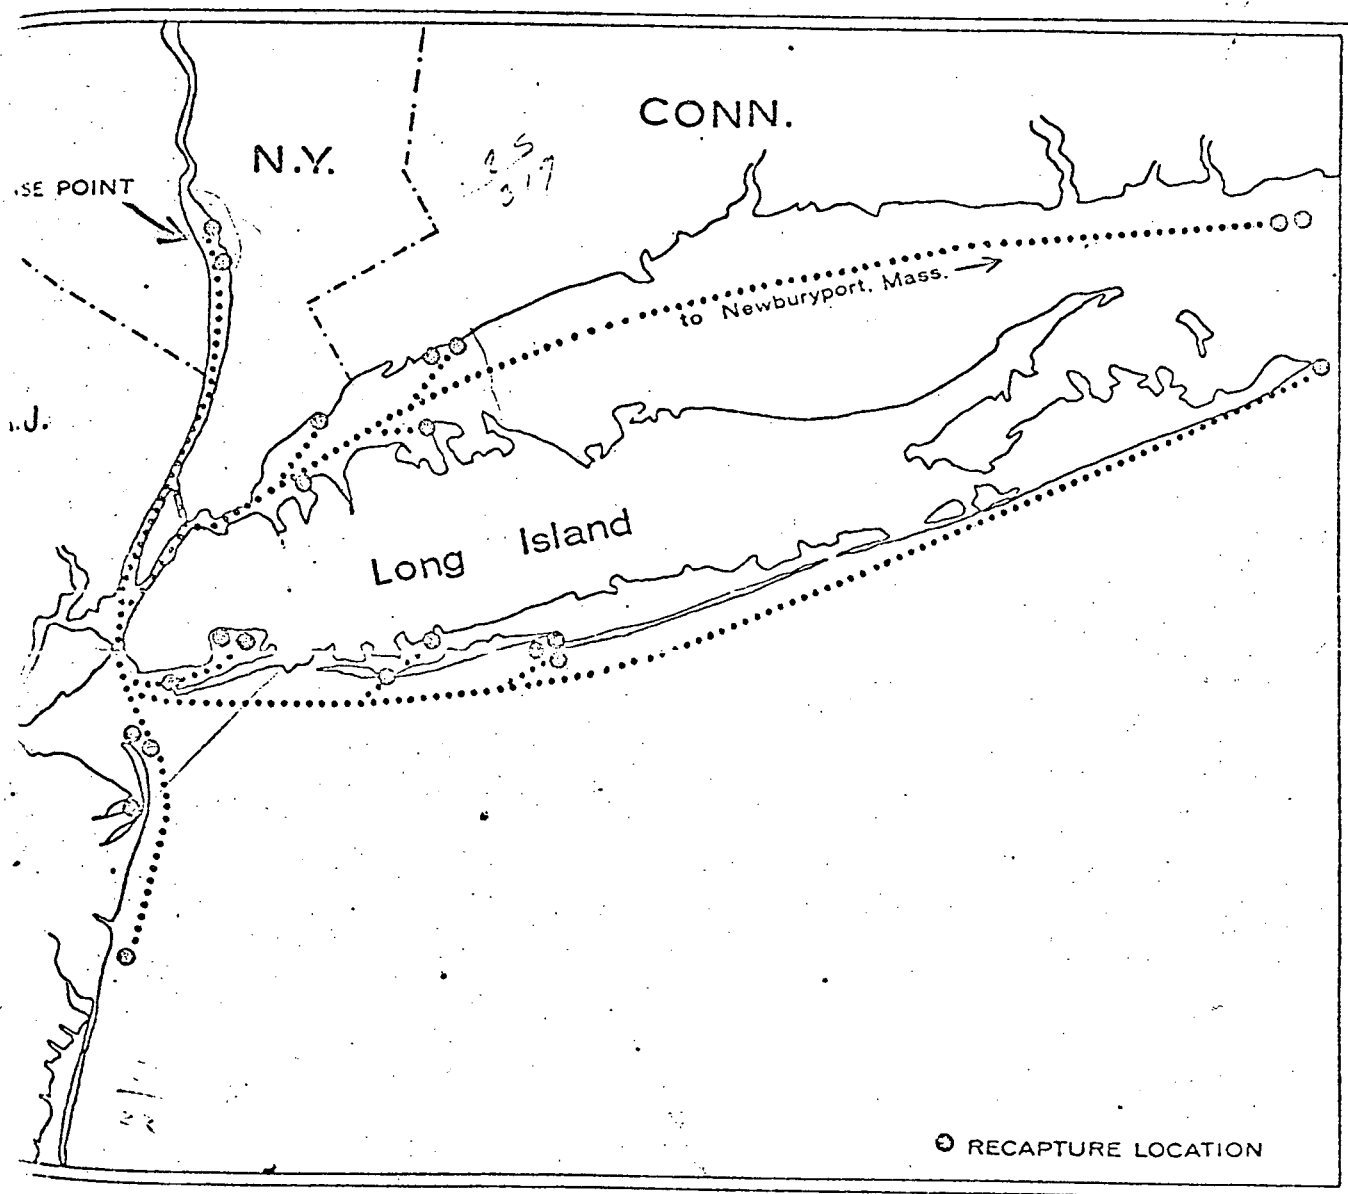 CONN.
N.Y.
SE POINT
to Newburyport, Mass.
.J.
Long Island
RECAPTURE LOCATION